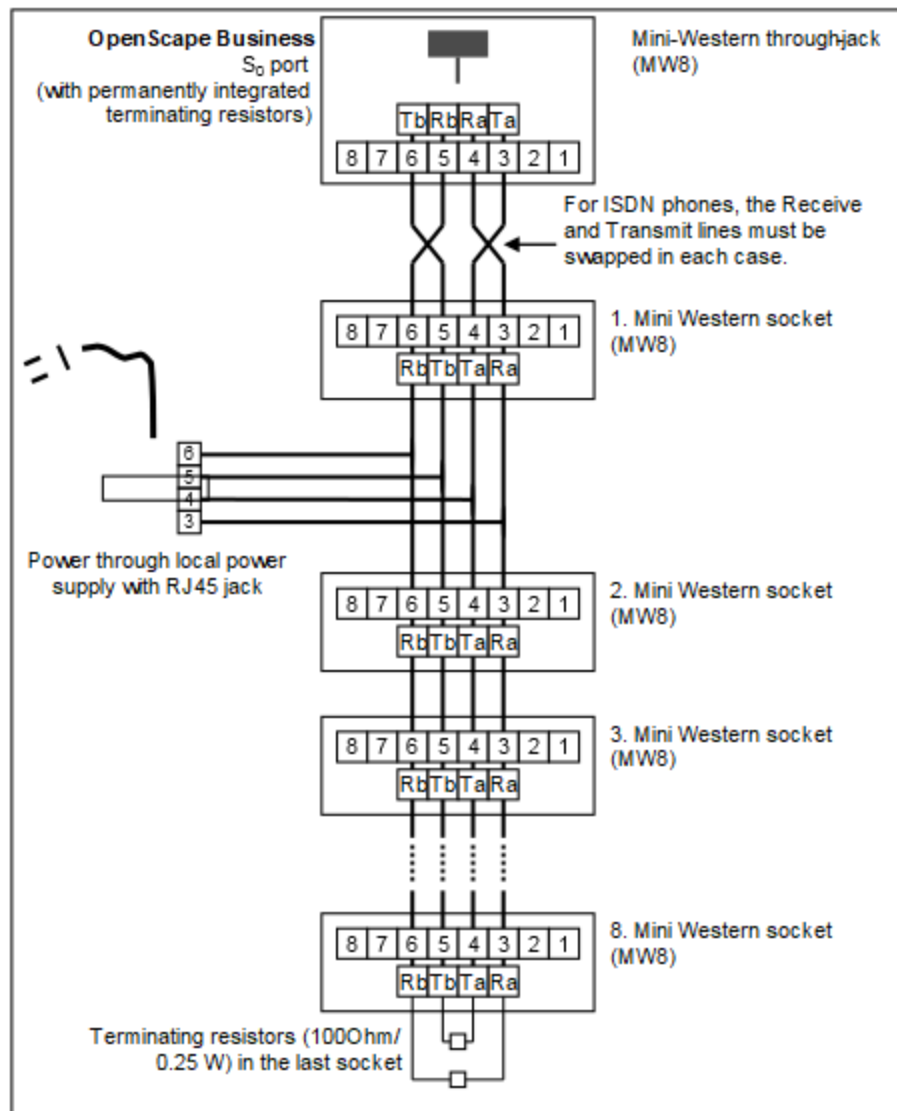 OpenScape Business
S₀ port
(with permanently integrated
terminating resistors)
Mini-Western through-jack
(MW8)
Tb Rb Ra Ta
8 7 6 5 4 3 2 1
For ISDN phones, the Receive
and Transmit lines must be
swapped in each case.
8 7 6 5 4 3 2 1
Rb Tb Ta Ra
1. Mini Western socket
(MW8)
6
5
4
3
Power through local power
supply with RJ45 jack
8 7 6 5 4 3 2 1
Rb Tb Ta Ra
2. Mini Western socket
(MW8)
8 7 6 5 4 3 2 1
Rb Tb Ta Ra
3. Mini Western socket
(MW8)
8 7 6 5 4 3 2 1
Rb Tb Ta Ra
8. Mini Western socket
(MW8)
Terminating resistors (100Ohm/
0.25 W) in the last socket